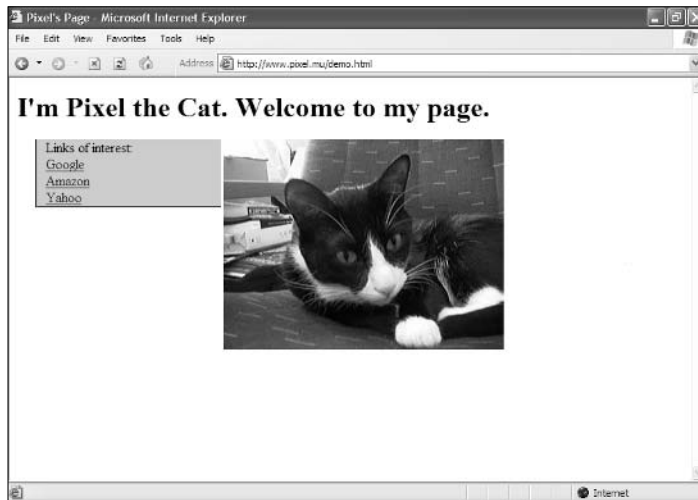 Pixel's Page - Microsoft Internet Explorer
File Edit View Favorites Tools Help
Address http://www.pixel.mu/demo.html
I'm Pixel the Cat. Welcome to my page.
Links of interest:
Google
Amazon
Yahoo
Internet